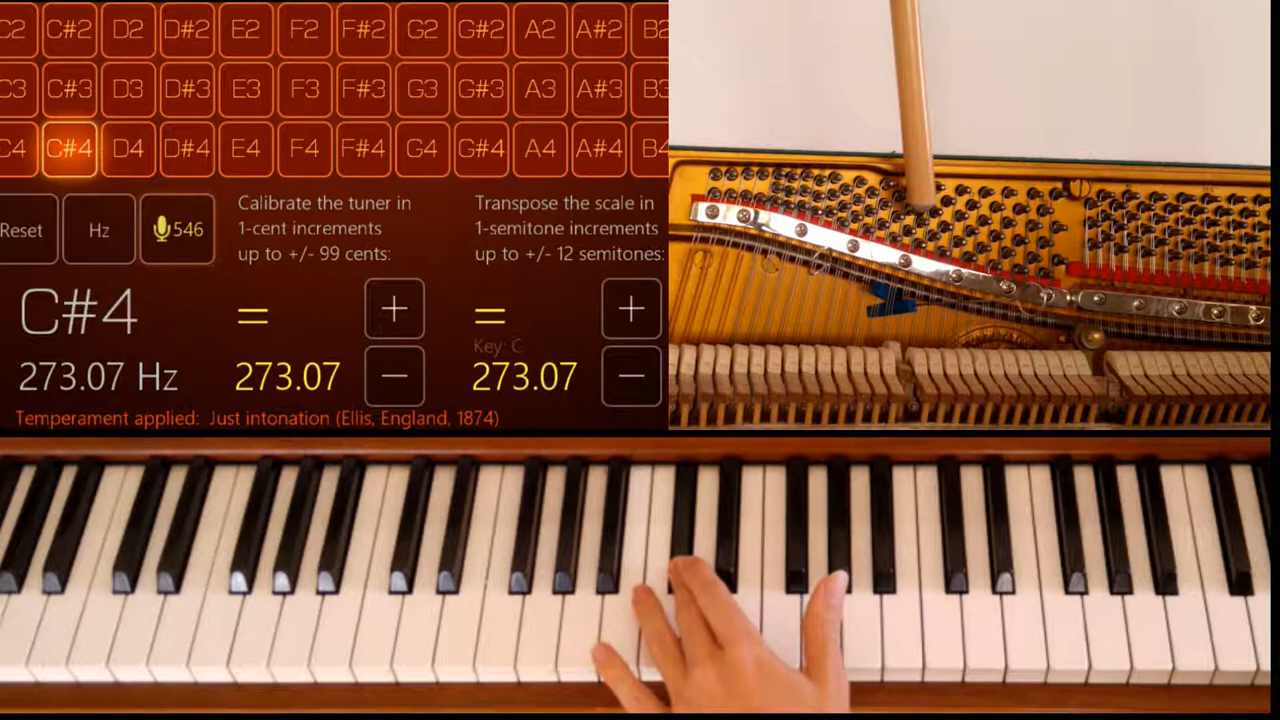 C2 C#2 D2 D#2 E2 F2 F#2 G2 G#2 A2 A#2 B2
C3 C#3 D3 D#3 E3 F3 F#3 G3 G#3 A3 A#3 B3
C4 C#4 D4 D#4 E4 F4 F#4 G4 G#4 A4 A#4 B4
Reset Hz 546
Calibrate the tuner in
1-cent increments
up to +/- 99 cents:
Transpose the scale in
1-semitone increments
up to +/- 12 semitones:
C#4 = + = +
Key: C
273.07 Hz 273.07 − 273.07 −
Temperament applied: Just intonation (Ellis, England, 1874)